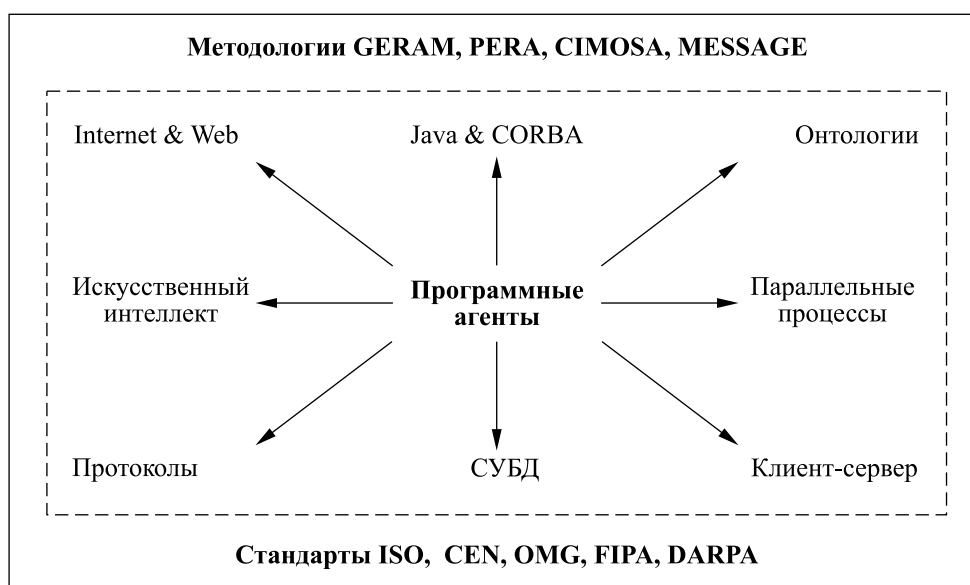 Методологии GERAM, PERA, CIMOSA, MESSAGE
Internet & Web
Java & CORBA
Онтологии
Искусственный
интеллект
Программные
агенты
Параллельные
процессы
Протоколы
СУБД
Клиент-сервер
Стандарты ISO, CEN, OMG, FIPA, DARPA